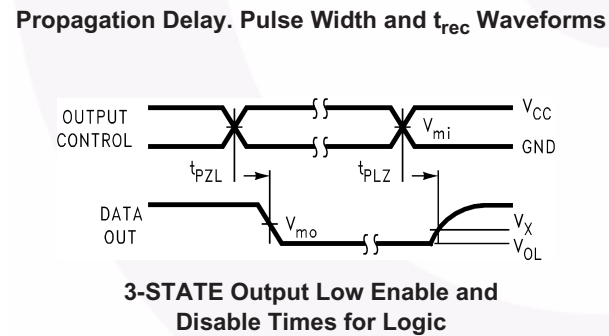 Propagation Delay. Pulse Width and trec Waveforms
OUTPUT
CONTROL
VCC
Vmi
GND
tPZL
tPLZ
DATA
OUT
Vmo
VX
VOL
3-STATE Output Low Enable and
Disable Times for Logic